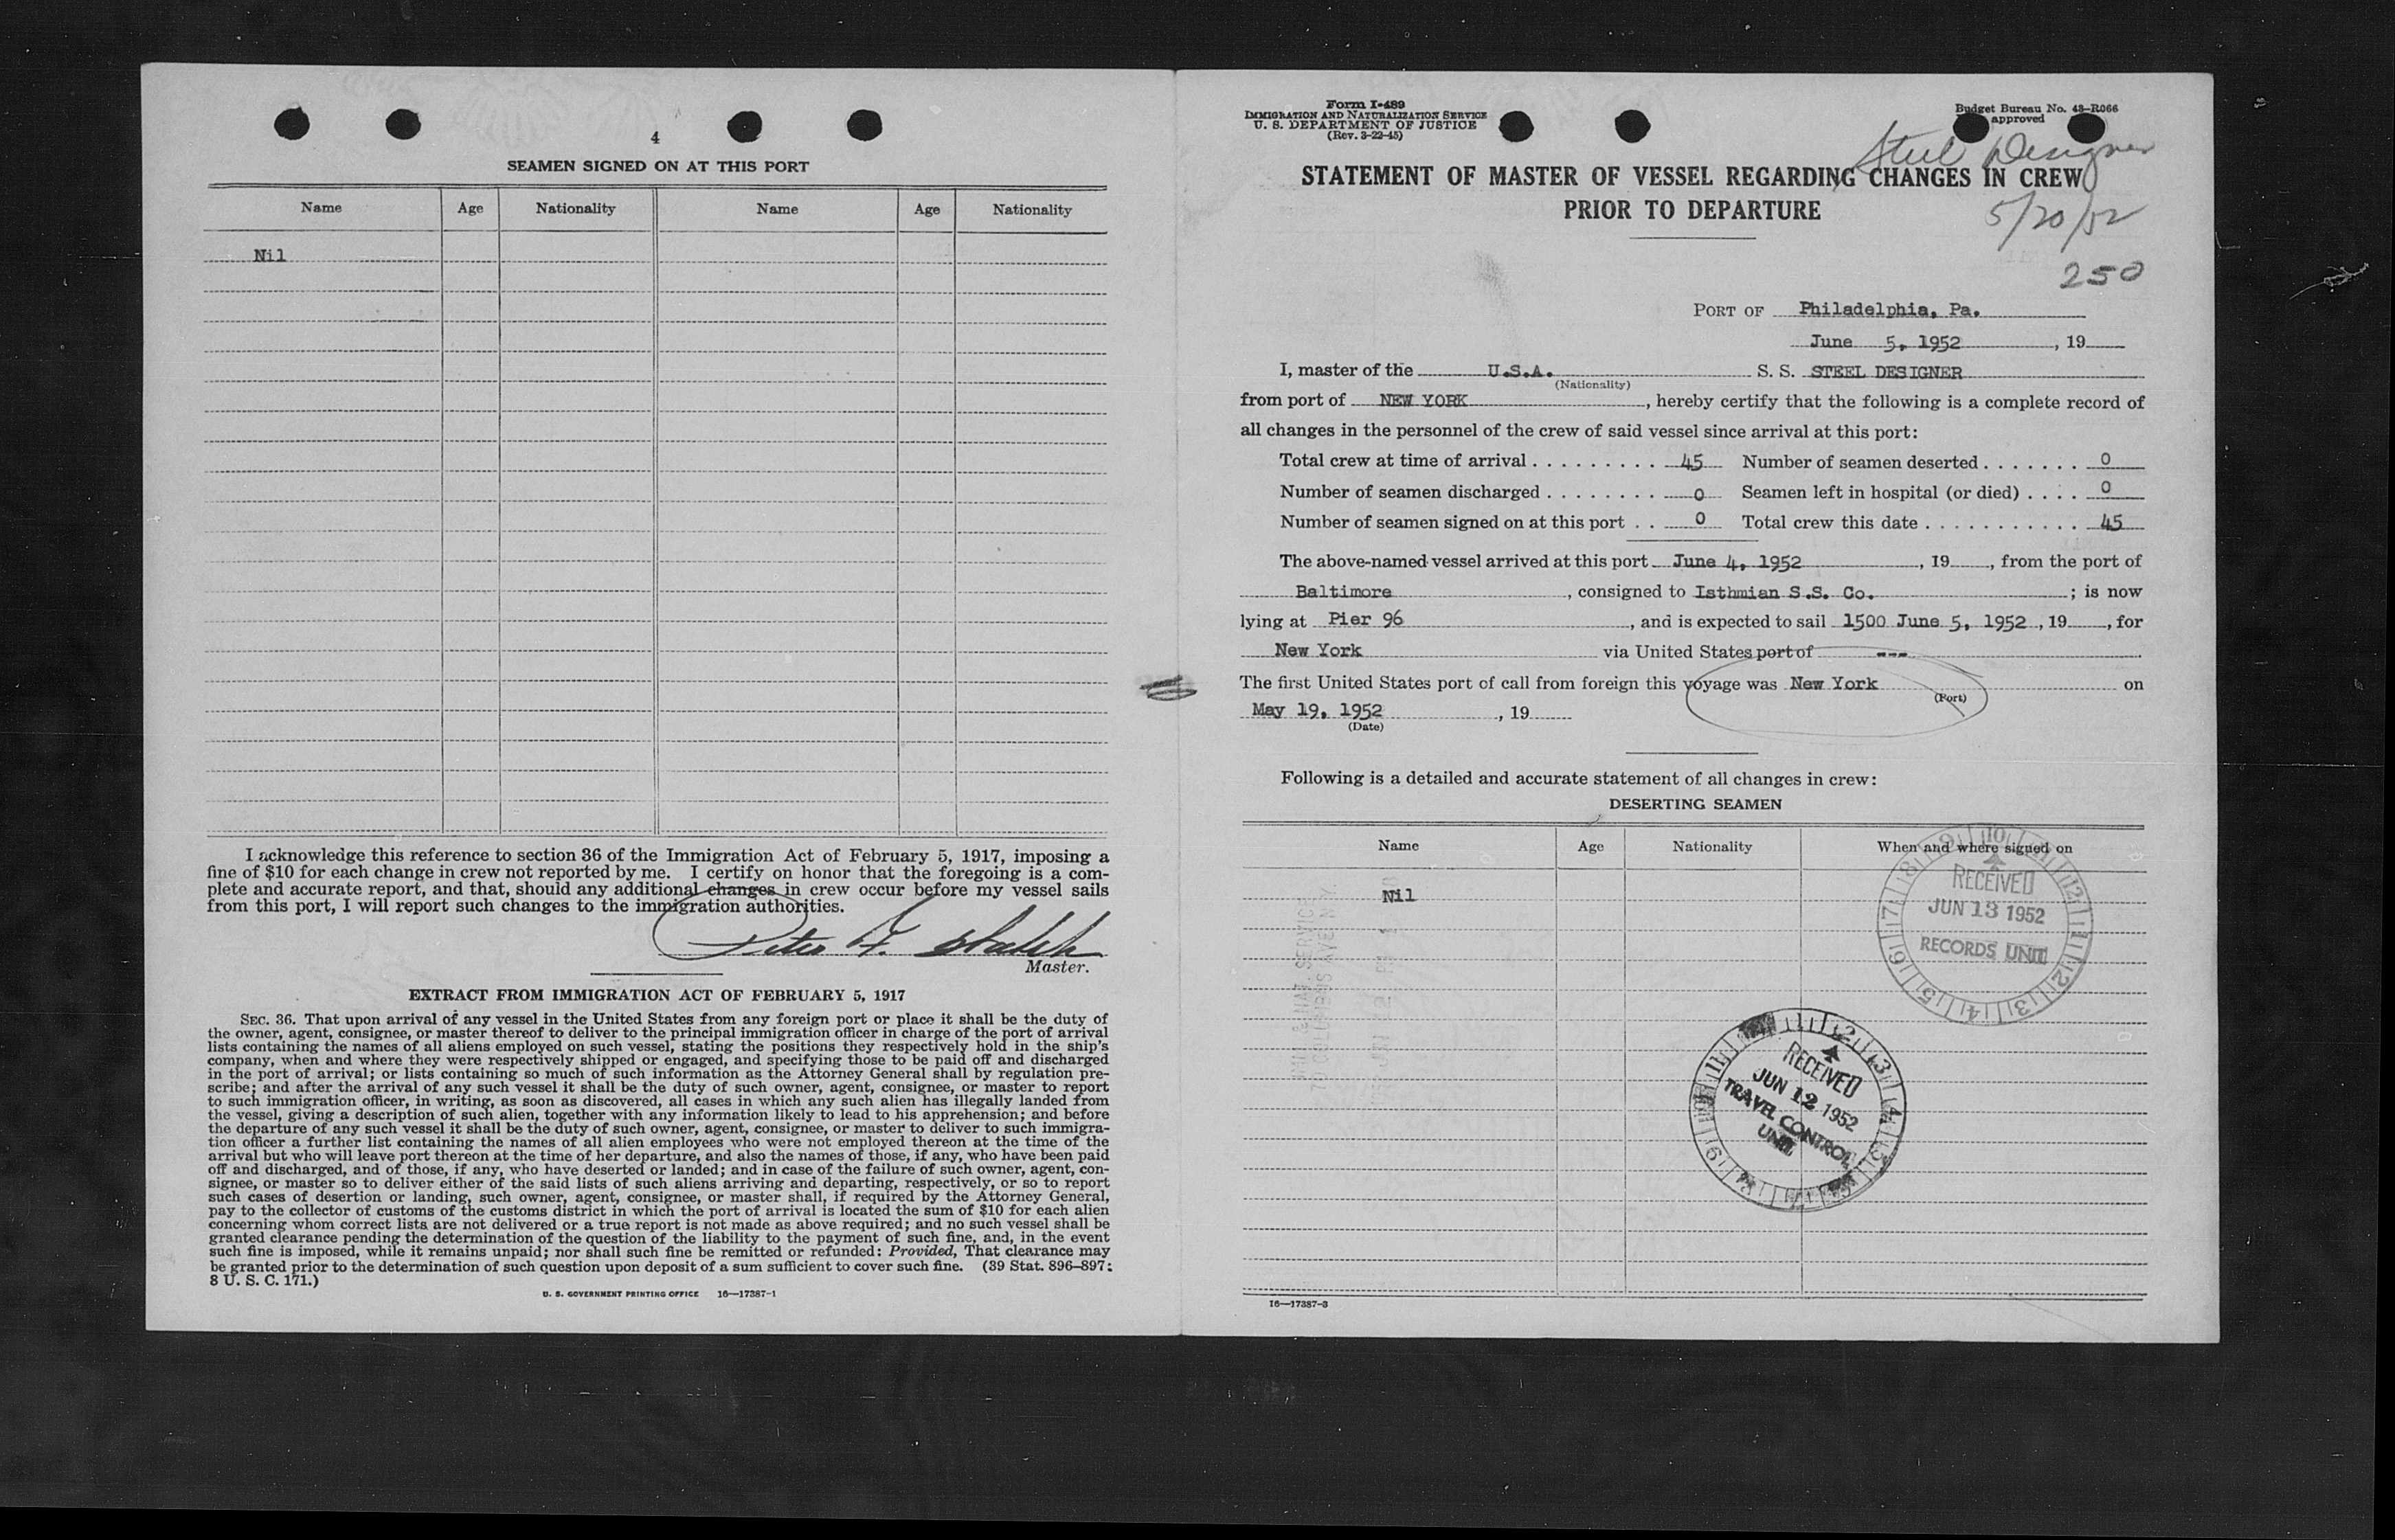 4
SEAMEN SIGNED ON AT THIS PORT
Name Age Nationality Name Age Nationality
Nil
I acknowledge this reference to section 36 of the Immigration Act of February 5, 1917, imposing a
fine of $10 for each change in crew not reported by me. I certify on honor that the foregoing is a com-
plete and accurate report, and that, should any additional changes in crew occur before my vessel sails
from this port, I will report such changes to the immigration authorities.
Peter F.
Master.
EXTRACT FROM IMMIGRATION ACT OF FEBRUARY 5, 1917
SEC. 36. That upon arrival of any vessel in the United States from any foreign port or place it shall be the duty of
the owner, agent, consignee, or master thereof to deliver to the principal immigration officer in charge of the port of arrival
lists containing the names of all aliens employed on such vessel, stating the positions they respectively hold in the ship's
company, when and where they were respectively shipped or engaged, and specifying those to be paid off and discharged
in the port of arrival; or lists containing so much of such information as the Attorney General shall by regulation pre-
scribe; and after the arrival of any such vessel it shall be the duty of such owner, agent, consignee, or master to report
to such immigration officer, in writing, as soon as discovered, all cases in which any such alien has illegally landed from
the vessel, giving a description of such alien, together with any information likely to lead to his apprehension; and before
the departure of any such vessel it shall be the duty of such owner, agent, consignee, or master to deliver to such immigra-
tion officer a further list containing the names of all alien employees who were not employed thereon at the time of the
arrival but who will leave port thereon at the time of her departure, and also the names of those, if any, who have been paid
off and discharged, and of those, if any, who have deserted or landed; and in case of the failure of such owner, agent, con-
signee, or master so to deliver either of the said lists of such aliens arriving and departing, respectively, or so to report
such cases of desertion or landing, such owner, agent, consignee, or master shall, if required by the Attorney General,
pay to the collector of customs of the customs district in which the port of arrival is located the sum of $10 for each alien
concerning whom correct lists are not delivered or a true report is not made as above required; and no such vessel shall be
granted clearance pending the determination of the question of the liability to the payment of such fine, and, in the event
such fine is imposed, while it remains unpaid; nor shall such fine be remitted or refunded: Provided, That clearance may
be granted prior to the determination of such question upon deposit of a sum sufficient to cover such fine. (39 Stat. 896–897;
8 U. S. C. 171.)
U. S. GOVERNMENT PRINTING OFFICE 16—17387-1
Form I-489
IMMIGRATION AND NATURALIZATION SERVICE
U. S. DEPARTMENT OF JUSTICE
(Rev. 3-22-45)
Budget Bureau No. 43-R066
approved
Steel Designer
STATEMENT OF MASTER OF VESSEL REGARDING CHANGES IN CREW
PRIOR TO DEPARTURE
5/20/52
250
PORT OF Philadelphia, Pa.
June 5, 1952 , 19
I, master of the U.S.A. S. S. STEEL DESIGNER
(Nationality)
from port of NEW YORK , hereby certify that the following is a complete record of
all changes in the personnel of the crew of said vessel since arrival at this port:
Total crew at time of arrival 45 Number of seamen deserted 0
Number of seamen discharged 0 Seamen left in hospital (or died) 0
Number of seamen signed on at this port 0 Total crew this date 45
The above-named vessel arrived at this port June 4, 1952 , 19 , from the port of
Baltimore , consigned to Isthmian S.S. Co. ; is now
lying at Pier 96 , and is expected to sail 1500 June 5, 1952 , 19 , for
New York via United States port of ---
The first United States port of call from foreign this voyage was New York on
(Port)
May 19, 1952 , 19
(Date)
Following is a detailed and accurate statement of all changes in crew:
DESERTING SEAMEN
Name Age Nationality When and where signed on
Nil
RECEIVED
JUN 13 1952
RECORDS UNIT
RECEIVED
JUN 12 1952
TRAVEL CONTROL
UNIT
16—17387-3